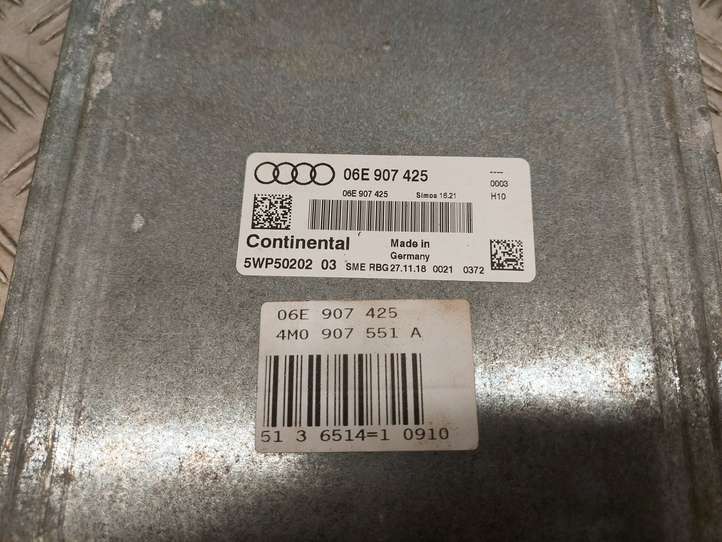 06E 907 425
----
0003
06E 907 425 Simos 16.21 H10
Continental Made in
Germany
5WP50202 03 SME RBG 27.11.18 0021 0372
06E 907 425
4M0 907 551 A
51 3 6514=1 0910